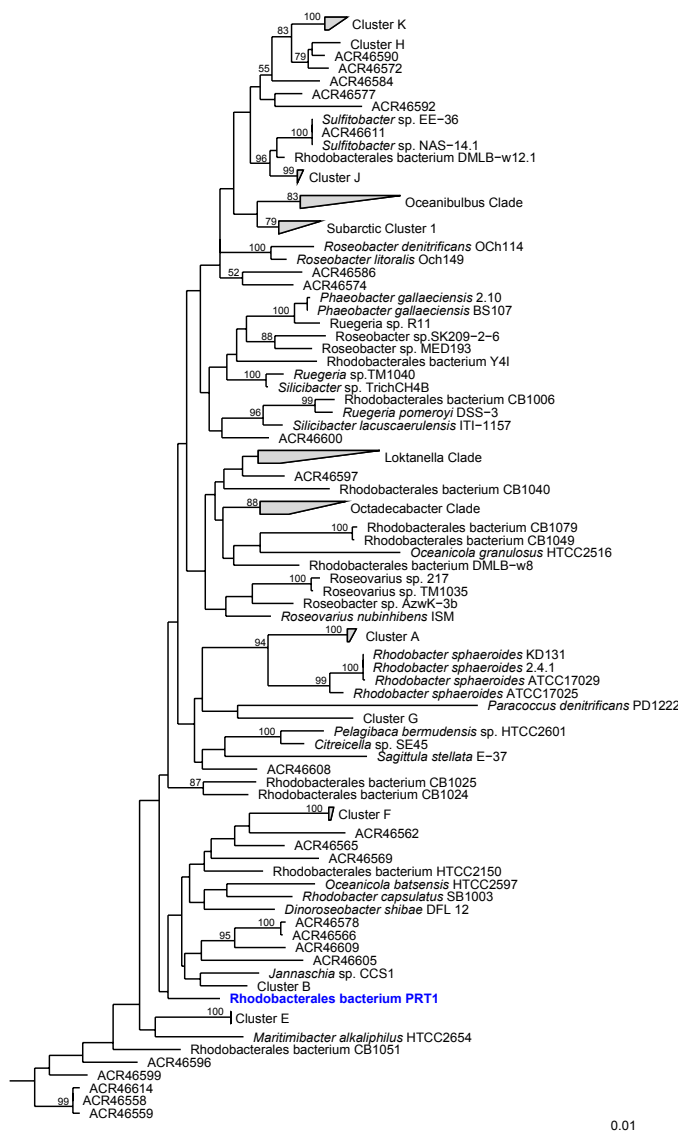 100
Cluster K
83
Cluster H
ACR46590
79
ACR46572
55
ACR46584
ACR46577
ACR46592
Sulfitobacter sp. EE−36
100
ACR46611
Sulfitobacter sp. NAS−14.1
96
Rhodobacterales bacterium DMLB−w12.1
99
Cluster J
83
Oceanibulbus Clade
79
Subarctic Cluster 1
100
Roseobacter denitrificans OCh114
Roseobacter litoralis Och149
52
ACR46586
ACR46574
Phaeobacter gallaeciensis 2.10
100
Phaeobacter gallaeciensis BS107
Ruegeria sp. R11
88
Roseobacter sp.SK209−2−6
Roseobacter sp. MED193
Rhodobacterales bacterium Y4I
100
Ruegeria sp.TM1040
Silicibacter sp. TrichCH4B
99
Rhodobacterales bacterium CB1006
96
Ruegeria pomeroyi DSS−3
Silicibacter lacuscaerulensis ITI−1157
ACR46600
Loktanella Clade
ACR46597
Rhodobacterales bacterium CB1040
88
Octadecabacter Clade
100
Rhodobacterales bacterium CB1079
Rhodobacterales bacterium CB1049
Oceanicola granulosus HTCC2516
Rhodobacterales bacterium DMLB−w8
100
Roseovarius sp. 217
Roseovarius sp. TM1035
Roseobacter sp. AzwK−3b
Roseovarius nubinhibens ISM
100
Cluster A
94
Rhodobacter sphaeroides KD131
100
Rhodobacter sphaeroides 2.4.1
Rhodobacter sphaeroides ATCC17029
99
Rhodobacter sphaeroides ATCC17025
Paracoccus denitrificans PD1222
Cluster G
100
Pelagibaca bermudensis sp. HTCC2601
Citreicella sp. SE45
Sagittula stellata E−37
ACR46608
87
Rhodobacterales bacterium CB1025
Rhodobacterales bacterium CB1024
100
Cluster F
ACR46562
ACR46565
ACR46569
Rhodobacterales bacterium HTCC2150
Oceanicola batsensis HTCC2597
Rhodobacter capsulatus SB1003
Dinoroseobacter shibae DFL 12
100
ACR46578
95
ACR46566
ACR46609
ACR46605
Jannaschia sp. CCS1
Cluster B
Rhodobacterales bacterium PRT1
100
Cluster E
Maritimibacter alkaliphilus HTCC2654
Rhodobacterales bacterium CB1051
ACR46596
ACR46599
ACR46614
99
ACR46558
ACR46559
0.01